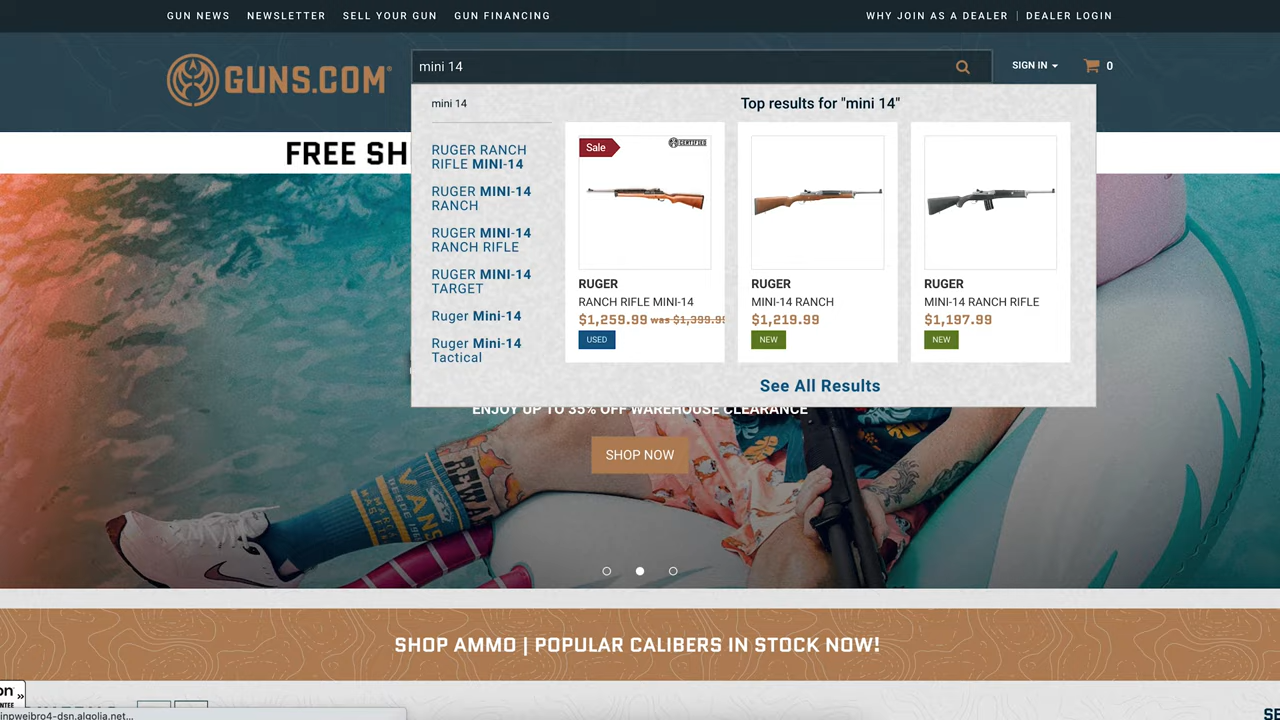 GUN NEWS NEWSLETTER SELL YOUR GUN GUN FINANCING WHY JOIN AS A DEALER | DEALER LOGIN
GUNS.COM®
mini 14
SIGN IN
0
mini 14
Top results for "mini 14"
FREE SH
RUGER RANCH
RIFLE MINI-14
RUGER MINI-14
RANCH
RUGER MINI-14
RANCH RIFLE
RUGER MINI-14
TARGET
Ruger Mini-14
Ruger Mini-14
Tactical
Sale
CERTIFIED
RUGER
RANCH RIFLE MINI-14
$1,259.99 was $1,399.99
USED
RUGER
MINI-14 RANCH
$1,219.99
NEW
RUGER
MINI-14 RANCH RIFLE
$1,197.99
NEW
See All Results
ENJOY UP TO 35% OFF WAREHOUSE CLEARANCE
SHOP NOW
VANS
SHOP AMMO | POPULAR CALIBERS IN STOCK NOW!
on
»
NTEE
inpweibro4-dsn.algolia.net...
SE